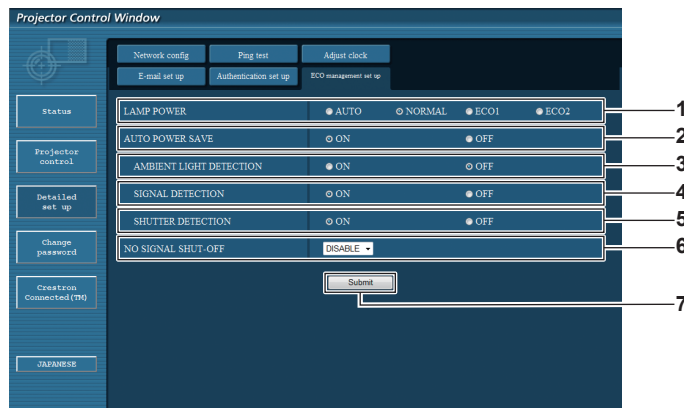 Projector Control Window
Network config Ping test Adjust clock
E-mail set up Authentication set up ECO management set up
Status
Projector
control
Detailed
set up
Change
password
Crestron
Connected(TM)
JAPANESE
LAMP POWER AUTO NORMAL ECO1 ECO2 1
AUTO POWER SAVE ON OFF 2
AMBIENT LIGHT DETECTION ON OFF 3
SIGNAL DETECTION ON OFF 4
SHUTTER DETECTION ON OFF 5
NO SIGNAL SHUT-OFF DISABLE 6
Submit 7